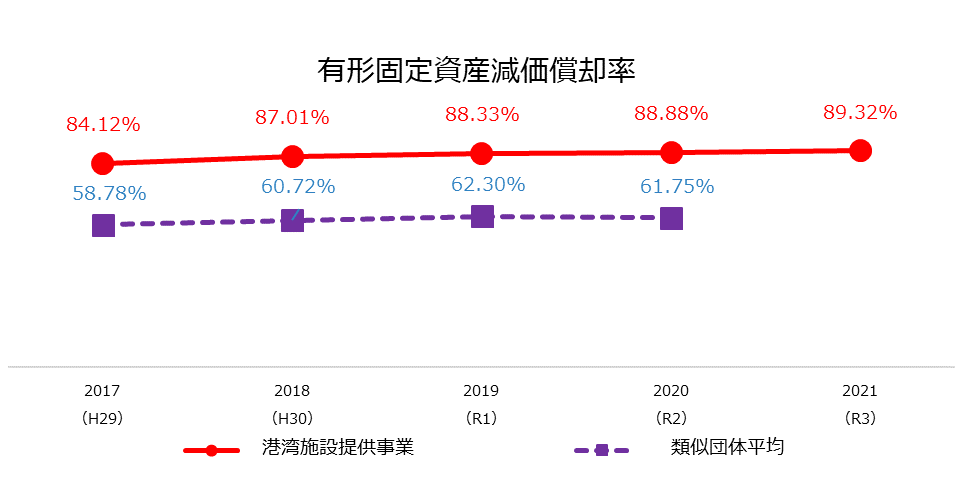 有形固定資産減価償却率
84.12% 87.01% 88.33% 88.88% 89.32%
58.78% 60.72% 62.30% 61.75%
2017 2018 2019 2020 2021
（H29） （H30） （R1） （R2） （R3）
港湾施設提供事業 類似団体平均